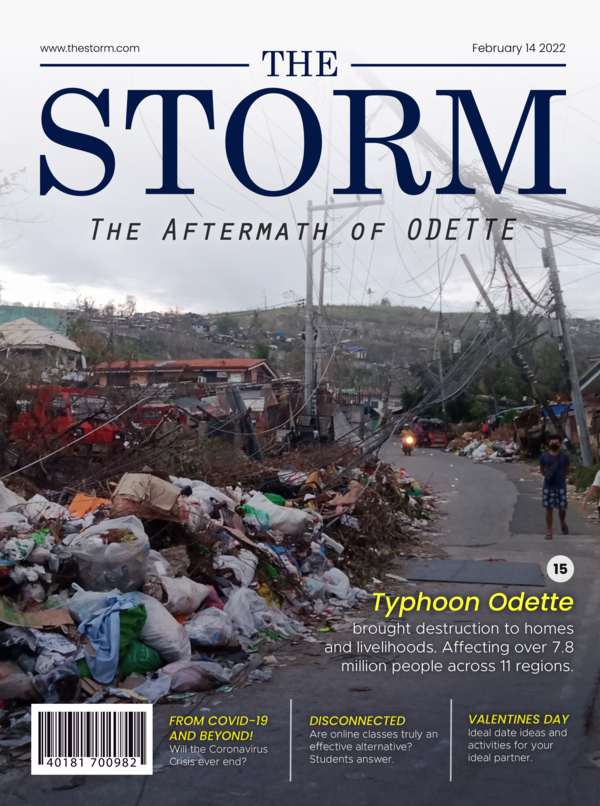 www.thestorm.com
February 14 2022
THE
STORM
THE AFTERMATH OF ODETTE
15
Typhoon Odette
brought destruction to homes
and livelihoods. Affecting over 7.8
million people across 11 regions.
FROM COVID-19
AND BEYOND!
Will the Coronavirus
Crisis ever end?
DISCONNECTED
Are online classes truly an
effective alternative?
Students answer.
VALENTINES DAY
Ideal date ideas and
activities for your
ideal partner.
40181 700982